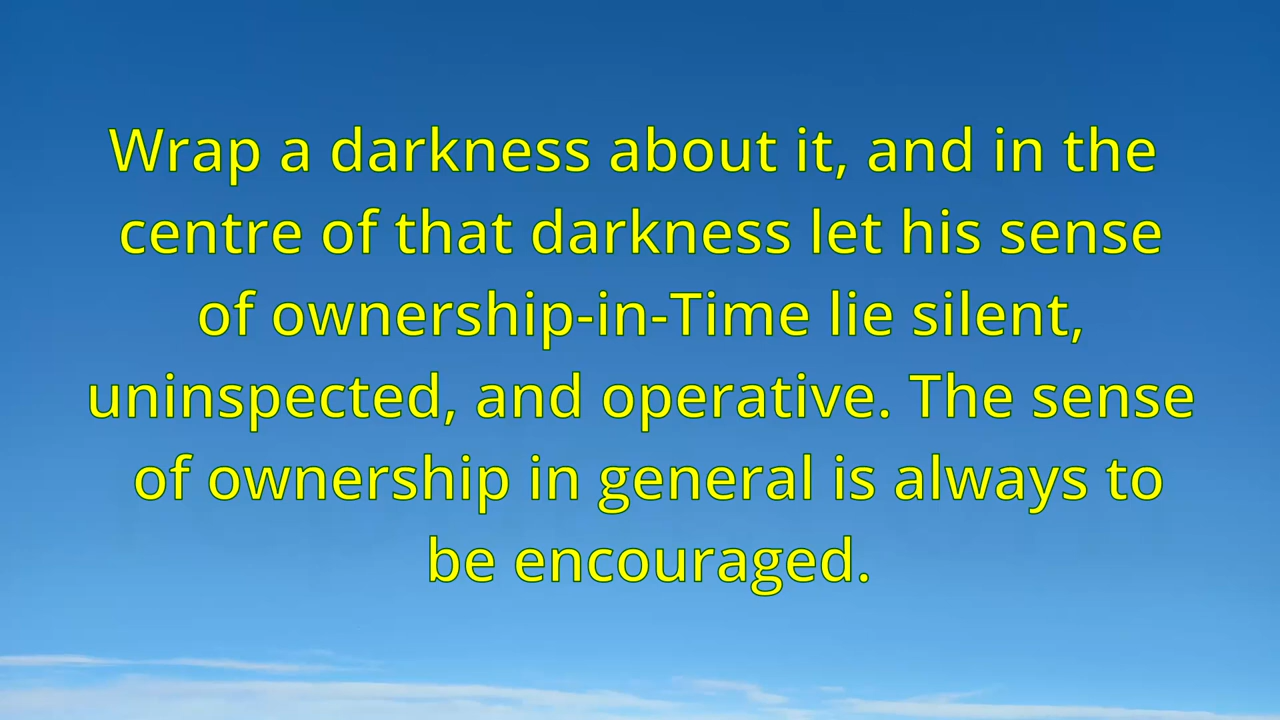 Wrap a darkness about it, and in the
centre of that darkness let his sense
of ownership-in-Time lie silent,
uninspected, and operative. The sense
of ownership in general is always to
be encouraged.